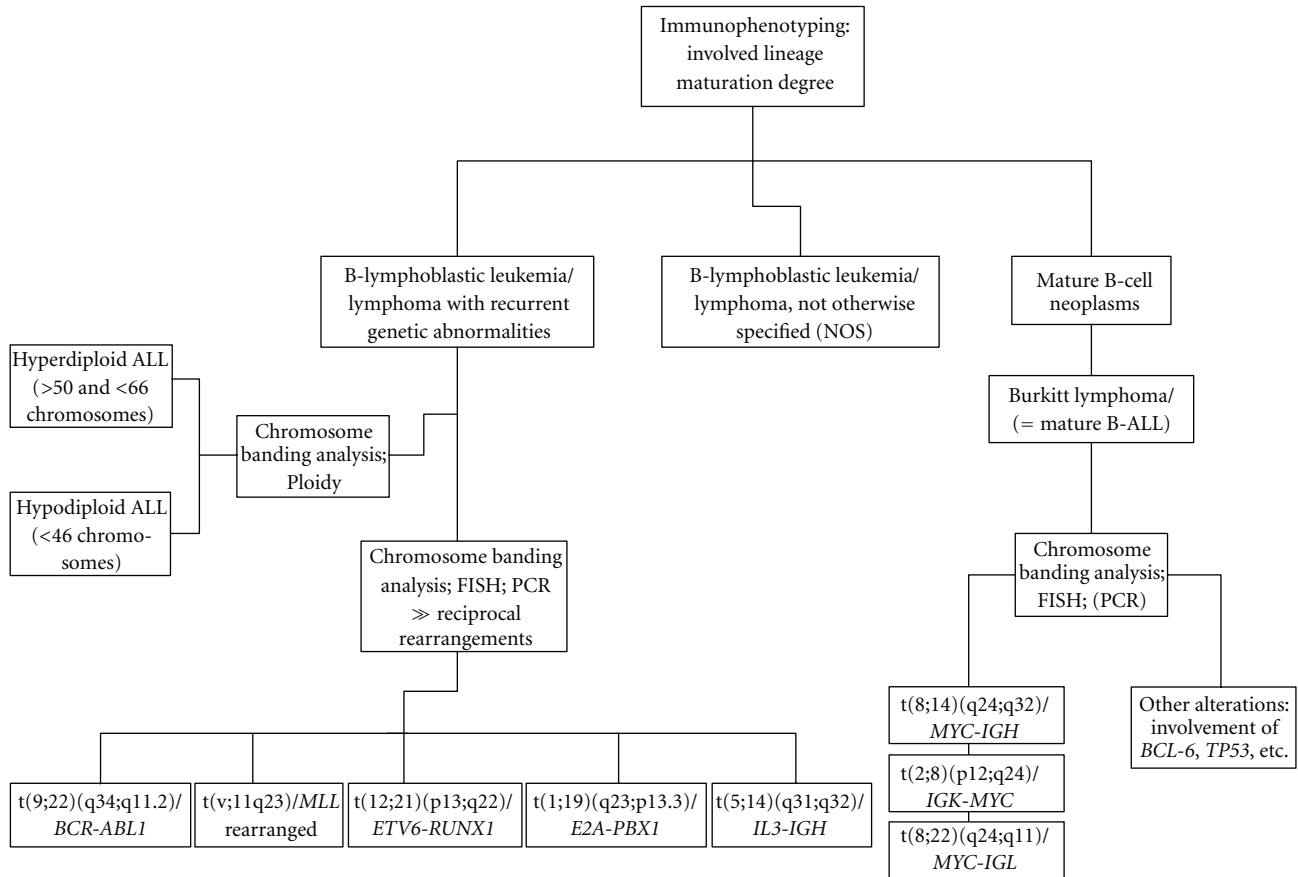 Immunophenotyping:
involved lineage
maturation degree
B-lymphoblastic leukemia/
lymphoma with recurrent
genetic abnormalities
B-lymphoblastic leukemia/
lymphoma, not otherwise
specified (NOS)
Mature B-cell
neoplasms
Hyperdiploid ALL
(>50 and <66
chromosomes)
Chromosome
banding analysis;
Ploidy
Hypodiploid ALL
(<46 chromo-
somes)
Burkitt lymphoma/
(= mature B-ALL)
Chromosome banding
analysis; FISH; PCR
≫ reciprocal
rearrangements
Chromosome
banding analysis;
FISH; (PCR)
t(9;22)(q34;q11.2)/
BCR-ABL1
t(v;11q23)/MLL
rearranged
t(12;21)(p13;q22)/
ETV6-RUNX1
t(1;19)(q23;p13.3)/
E2A-PBX1
t(5;14)(q31;q32)/
IL3-IGH
t(8;14)(q24;q32)/
MYC-IGH
t(2;8)(p12;q24)/
IGK-MYC
t(8;22)(q24;q11)/
MYC-IGL
Other alterations:
involvement of
BCL-6, TP53, etc.